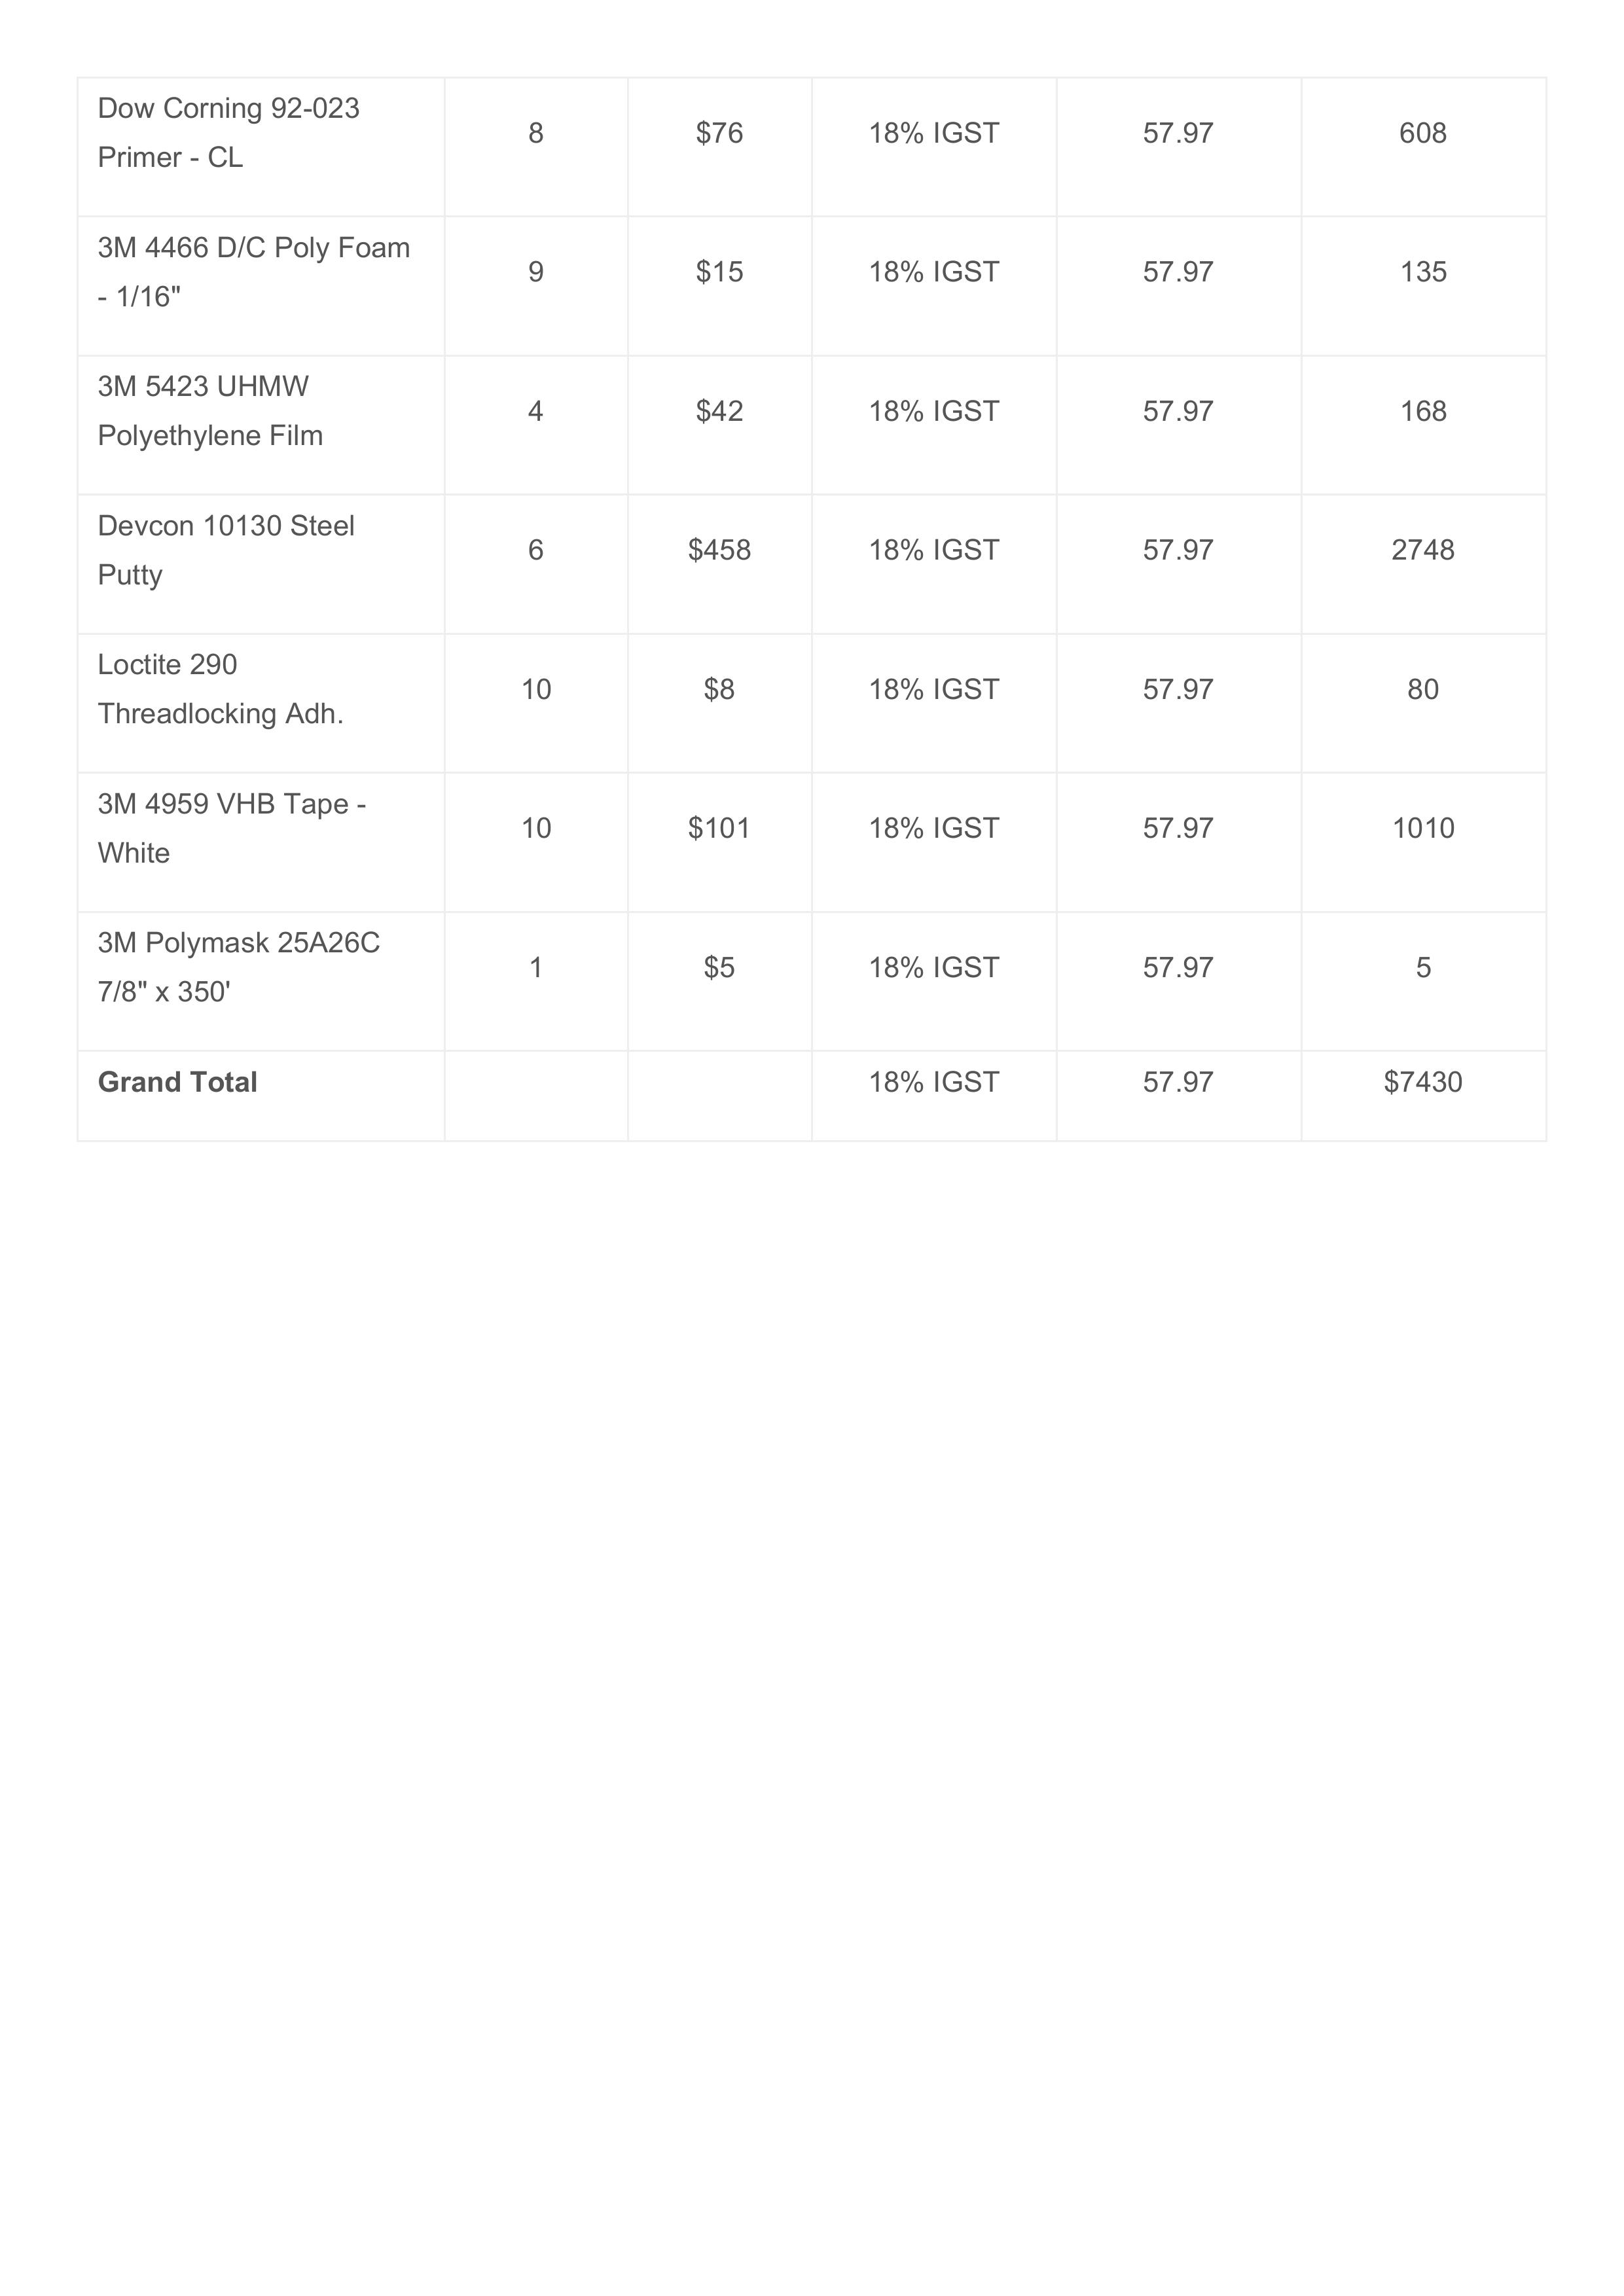 Dow Corning 92-023
Primer - CL
8 $76 18% IGST 57.97 608
3M 4466 D/C Poly Foam
- 1/16"
9 $15 18% IGST 57.97 135
3M 5423 UHMW
Polyethylene Film
4 $42 18% IGST 57.97 168
Devcon 10130 Steel
Putty
6 $458 18% IGST 57.97 2748
Loctite 290
Threadlocking Adh.
10 $8 18% IGST 57.97 80
3M 4959 VHB Tape -
White
10 $101 18% IGST 57.97 1010
3M Polymask 25A26C
7/8" x 350'
1 $5 18% IGST 57.97 5
Grand Total 18% IGST 57.97 $7430